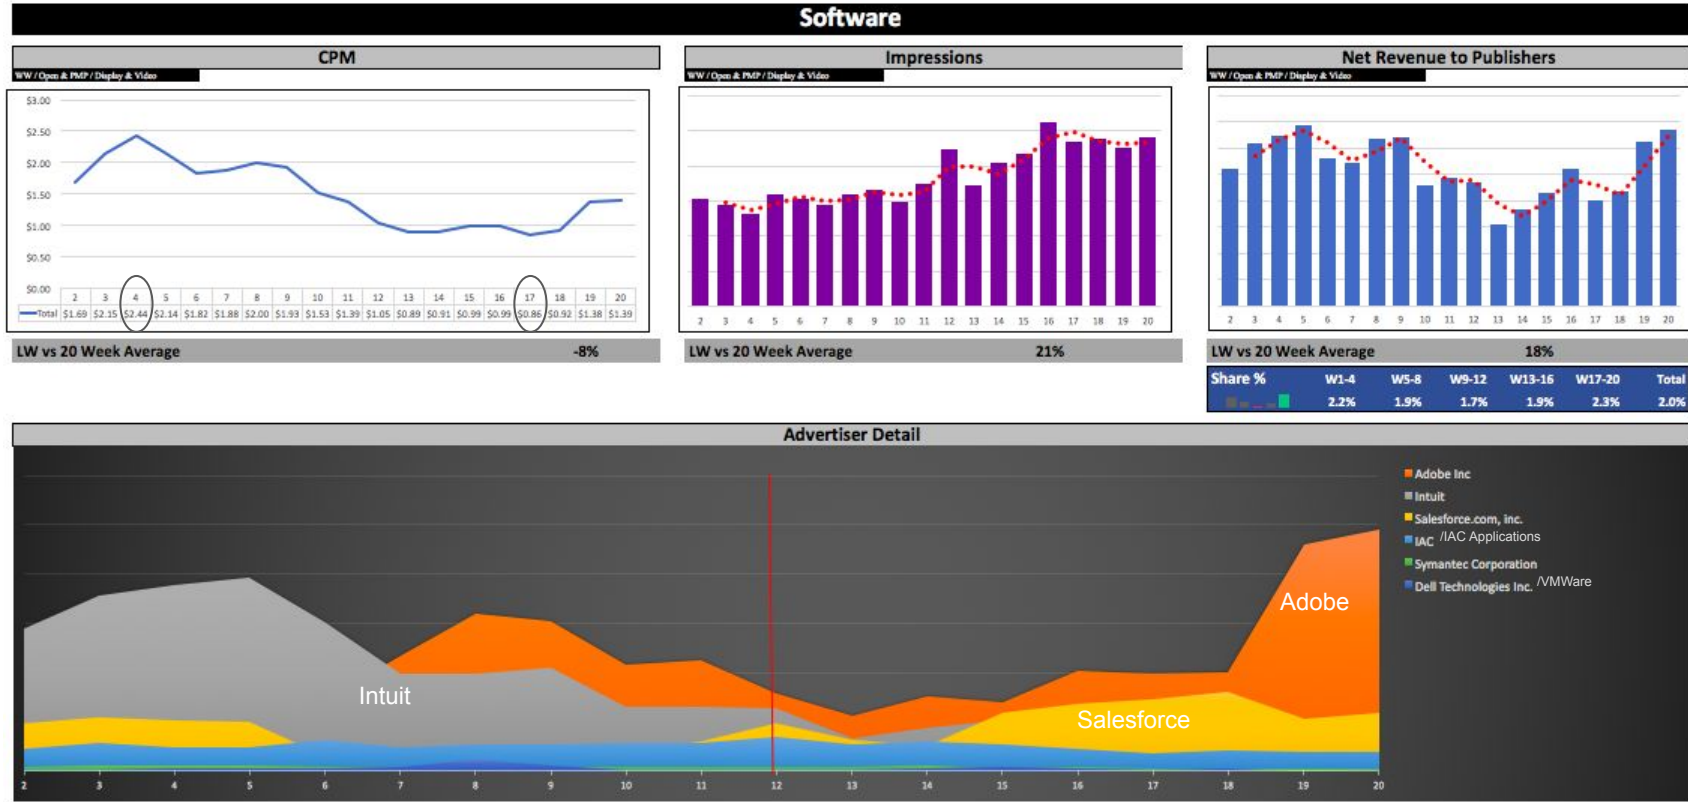 Software
CPM
WW / Open & PMP / Display & Video
$3.00
$2.50
$2.00
$1.50
$1.00
$0.50
$0.00
2 3 4 5 6 7 8 9 10 11 12 13 14 15 16 17 18 19 20
Total $1.69 $2.15 $2.44 $2.14 $1.82 $1.88 $2.00 $1.93 $1.53 $1.39 $1.05 $0.89 $0.91 $0.99 $0.99 $0.86 $0.92 $1.38 $1.39
LW vs 20 Week Average -8%
Impressions
WW / Open & PMP / Display & Video
2 3 4 5 6 7 8 9 10 11 12 13 14 15 16 17 18 19 20
LW vs 20 Week Average 21%
Net Revenue to Publishers
WW / Open & PMP / Display & Video
2 3 4 5 6 7 8 9 10 11 12 13 14 15 16 17 18 19 20
LW vs 20 Week Average 18%
Share % W1-4 W5-8 W9-12 W13-16 W17-20 Total
2.2% 1.9% 1.7% 1.9% 2.3% 2.0%
Advertiser Detail
Adobe Inc
Intuit
Salesforce.com, inc.
IAC /IAC Applications
Symantec Corporation
Dell Technologies Inc. /VMWare
Adobe
Intuit
Salesforce
2 3 4 5 6 7 8 9 10 11 12 13 14 15 16 17 18 19 20